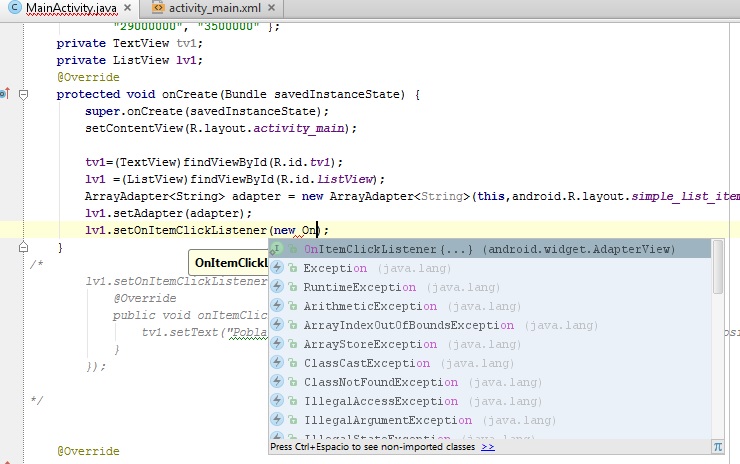 MainActivity.java × activity_main.xml ×
"29000000", "3500000" };
private TextView tv1;
private ListView lv1;
@Override
protected void onCreate(Bundle savedInstanceState) {
super.onCreate(savedInstanceState);
setContentView(R.layout.activity_main);
tv1=(TextView)findViewById(R.id.tv1);
lv1 =(ListView)findViewById(R.id.listView);
ArrayAdapter<String> adapter = new ArrayAdapter<String>(this,android.R.layout.simple_list_item
lv1.setAdapter(adapter);
lv1.setOnItemClickListener(new On);
}
OnItemClickL
/*
lv1.setOnItemClickListener
@Override
public void onItemClic
tv1.setText("Pobla
}
});
*/
@Override
OnItemClickListener{...} (android.widget.AdapterView)
Exception (java.lang)
RuntimeException (java.lang)
ArithmeticException (java.lang)
ArrayIndexOutOfBoundsException (java.lang)
ArrayStoreException (java.lang)
ClassCastException (java.lang)
ClassNotFoundException (java.lang)
IllegalAccessException (java.lang)
IllegalArgumentException (java.lang)
IllegalStateException (java.lang)
Press Ctrl+Espacio to see non-imported classes >>
π